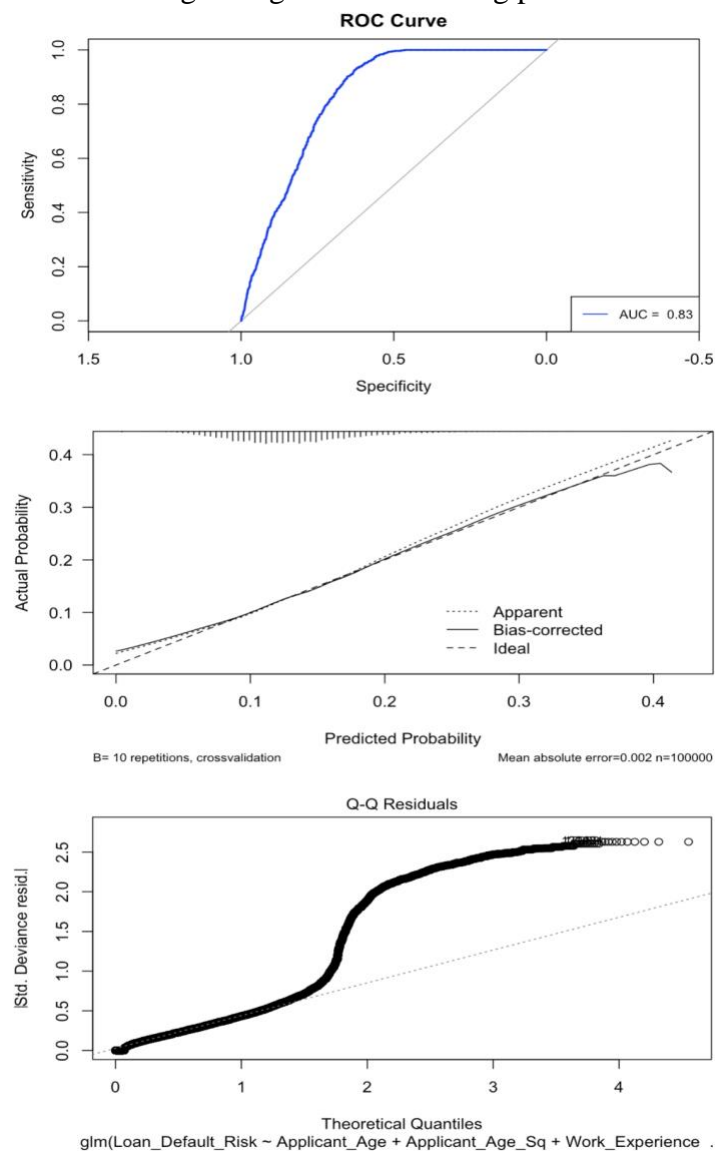 ROC Curve
Sensitivity
0.0 0.2 0.4 0.6 0.8 1.0
AUC = 0.83
1.5 1.0 0.5 0.0 -0.5
Specificity
Actual Probability
0.0 0.1 0.2 0.3 0.4
Apparent
Bias-corrected
Ideal
0.0 0.1 0.2 0.3 0.4
Predicted Probability
B= 10 repetitions, crossvalidation Mean absolute error=0.002 n=100000
Q-Q Residuals
|Std. Deviance resid.|
0.0 0.5 1.0 1.5 2.0 2.5
0 1 2 3 4
Theoretical Quantiles
glm(Loan_Default_Risk ~ Applicant_Age + Applicant_Age_Sq + Work_Experience .